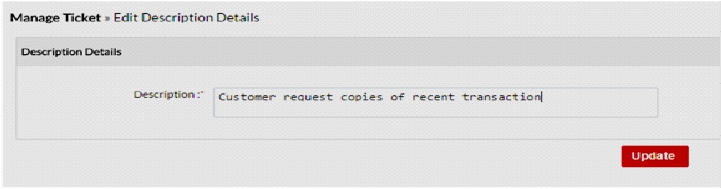 Manage Ticket » Edit Description Details
Description Details
Description :*
Customer request copies of recent transaction
Update